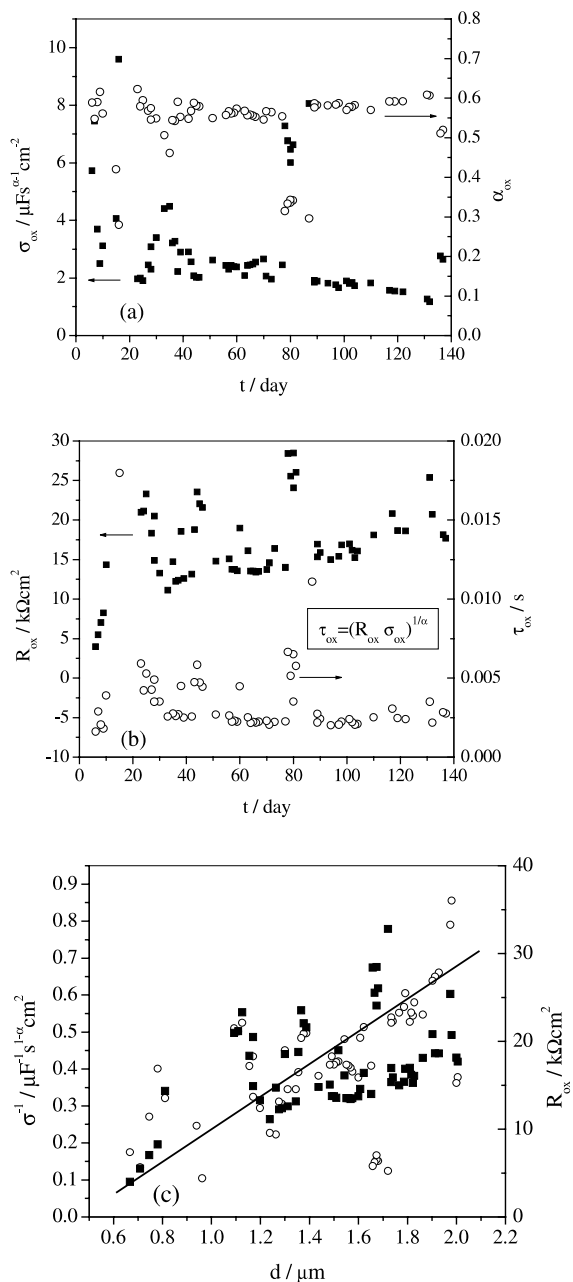 10
8
6
4
2
0
σox / µFs^α-1 cm^-2
0.8
0.7
0.6
0.5
0.4
0.3
0.2
0.1
0.0
αox
(a)
0 20 40 60 80 100 120 140
t / day
30
25
20
15
10
5
0
-5
-10
Rox / kΩcm²
0.020
0.015
0.010
0.005
0.000
τox / s
τox=(Rox σox)^1/α
(b)
0 20 40 60 80 100 120 140
t / day
0.9
0.8
0.7
0.6
0.5
0.4
0.3
0.2
0.1
0.0
σ^-1 / µF^-1 s^1-α cm²
40
30
20
10
0
Rox / kΩcm²
(c)
0.6 0.8 1.0 1.2 1.4 1.6 1.8 2.0 2.2
d / µm